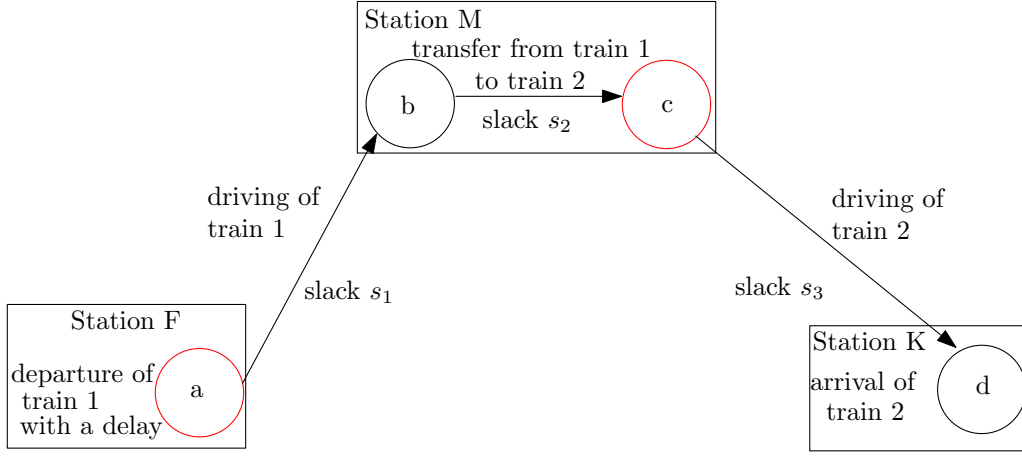 Station M
transfer from train 1
to train 2
b
c
slack s₂
driving of
train 1
slack s₁
driving of
train 2
slack s₃
Station F
departure of
train 1
with a delay
a
Station K
arrival of
train 2
d